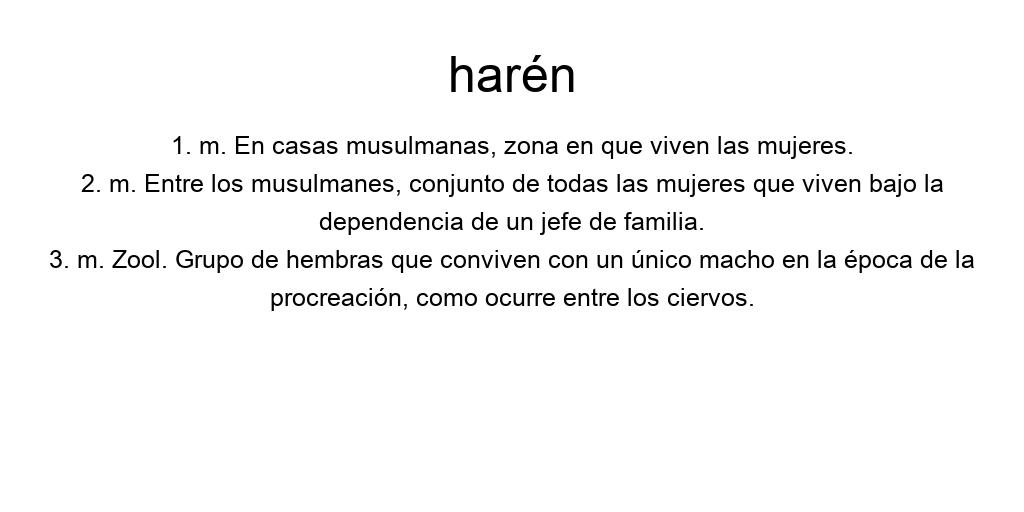 harén
1. m. En casas musulmanas, zona en que viven las mujeres.
2. m. Entre los musulmanes, conjunto de todas las mujeres que viven bajo la
dependencia de un jefe de familia.
3. m. Zool. Grupo de hembras que conviven con un único macho en la época de la
procreación, como ocurre entre los ciervos.